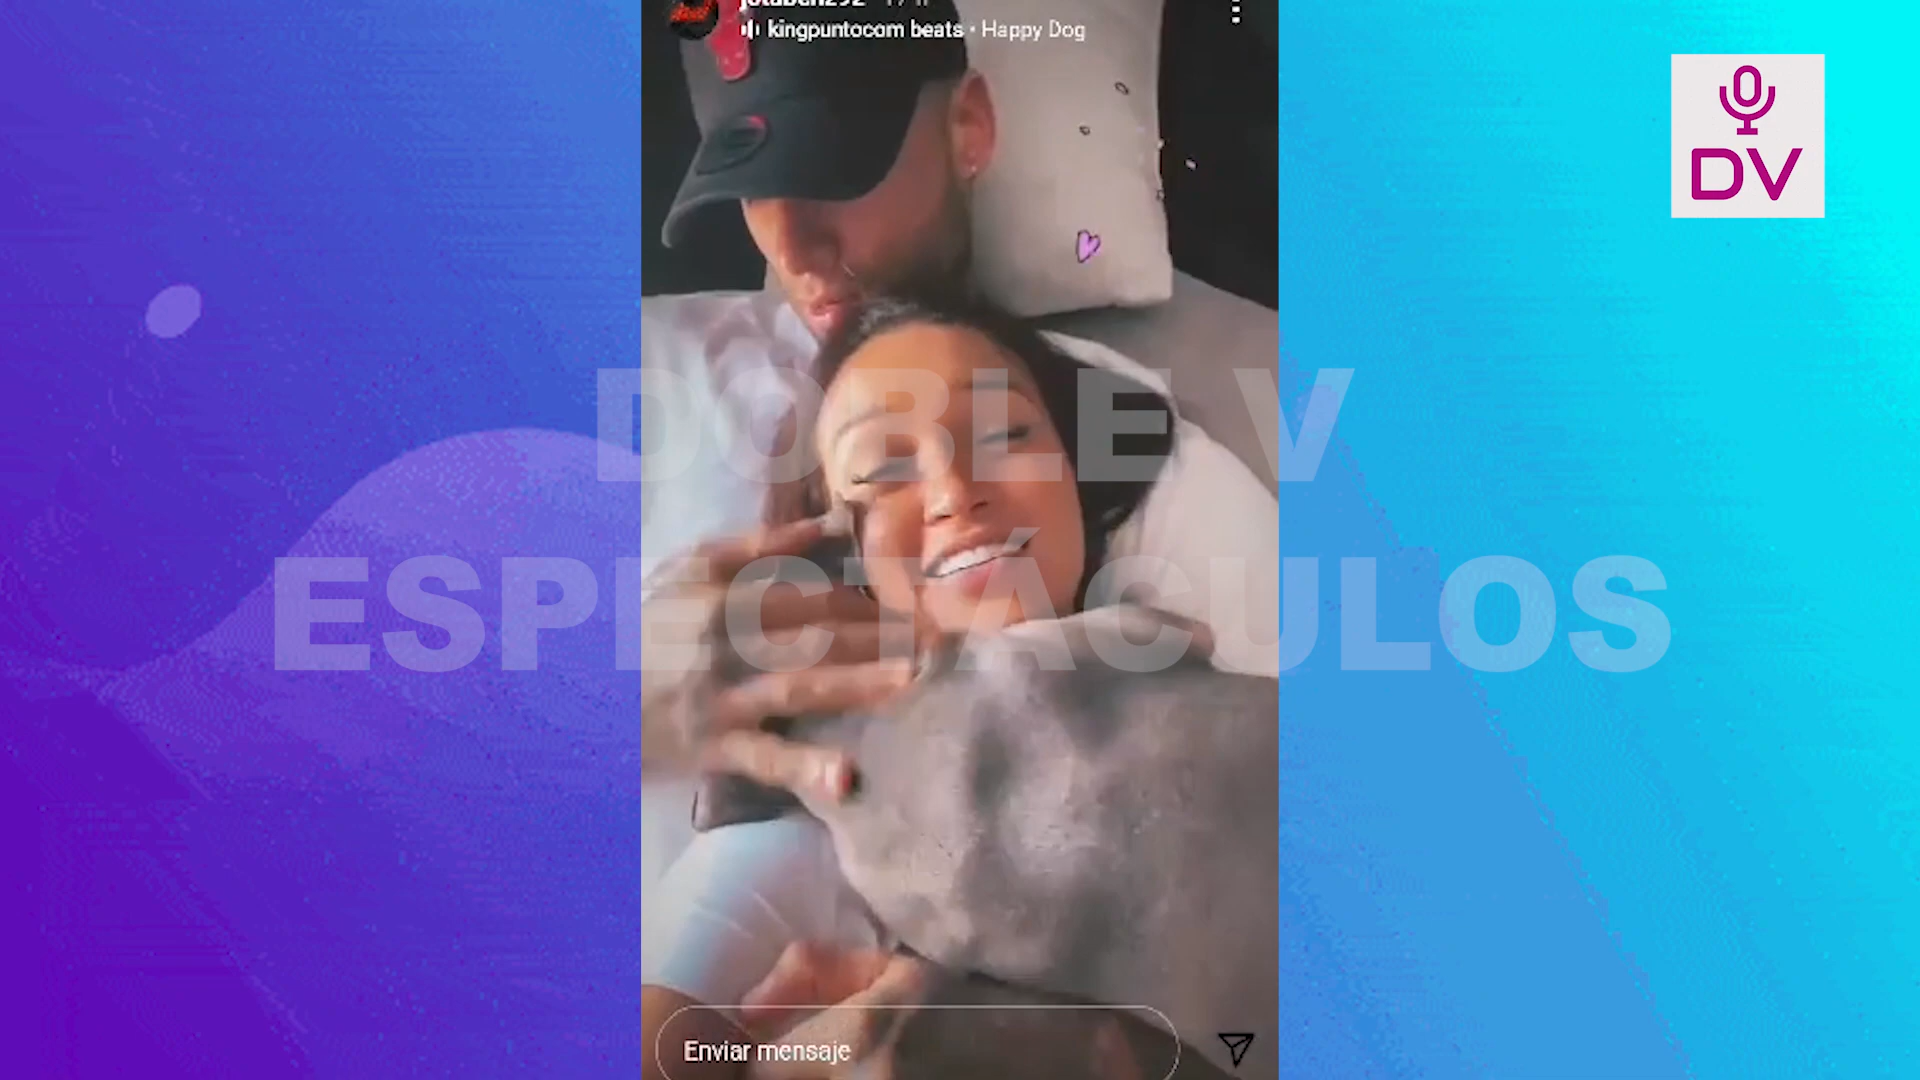 kingpuntocom beats • Happy Dog
DV
DOBLE V
ESPECTÁCULOS
Enviar mensaje